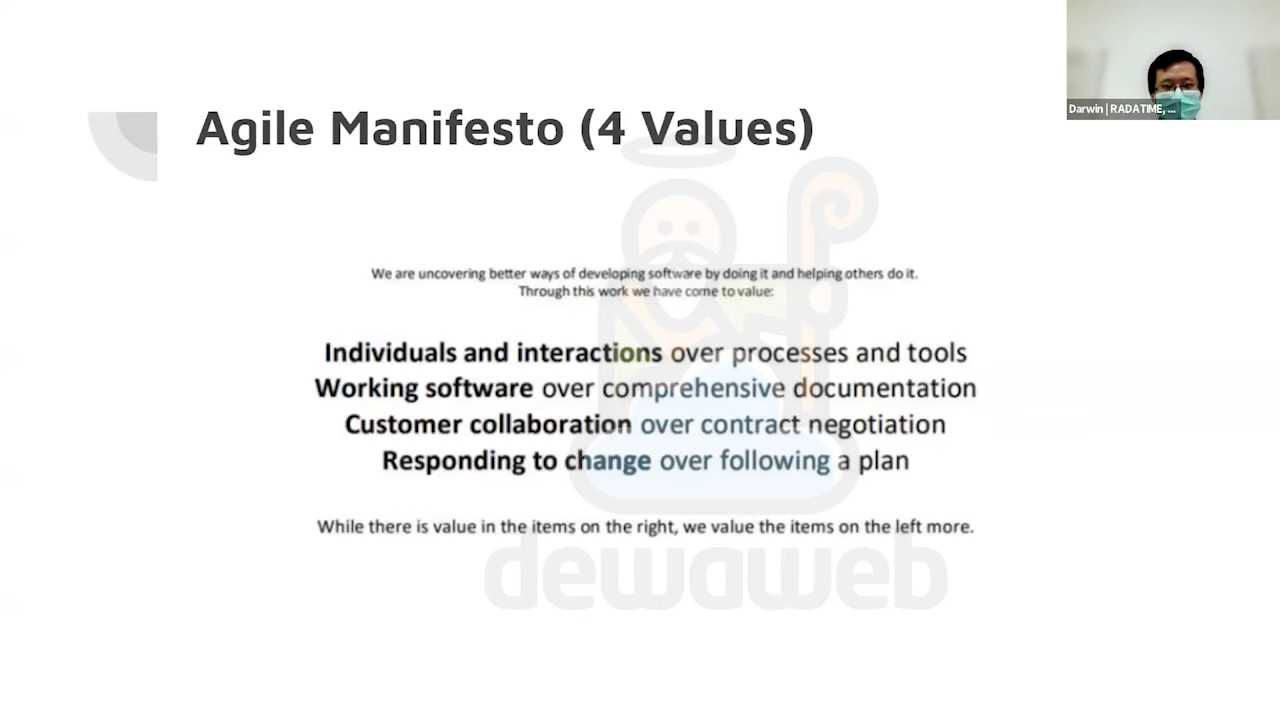 Agile Manifesto (4 Values)
Darwin | RADATIME, ...
We are uncovering better ways of developing software by doing it and helping others do it.
Through this work we have come to value:
Individuals and interactions over processes and tools
Working software over comprehensive documentation
Customer collaboration over contract negotiation
Responding to change over following a plan
While there is value in the items on the right, we value the items on the left more.
dewaweb